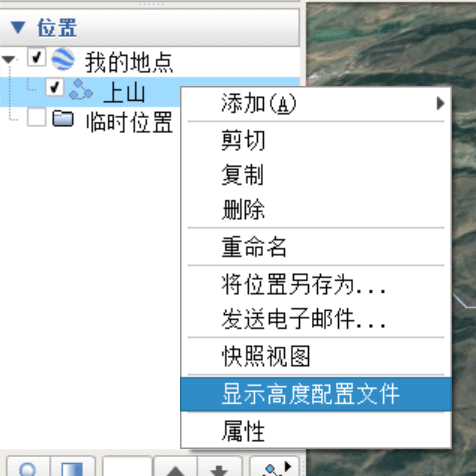 位置
我的地点
上山
临时位置
添加(A)
剪切
复制
删除
重命名
将位置另存为...
发送电子邮件...
快照视图
显示高度配置文件
属性